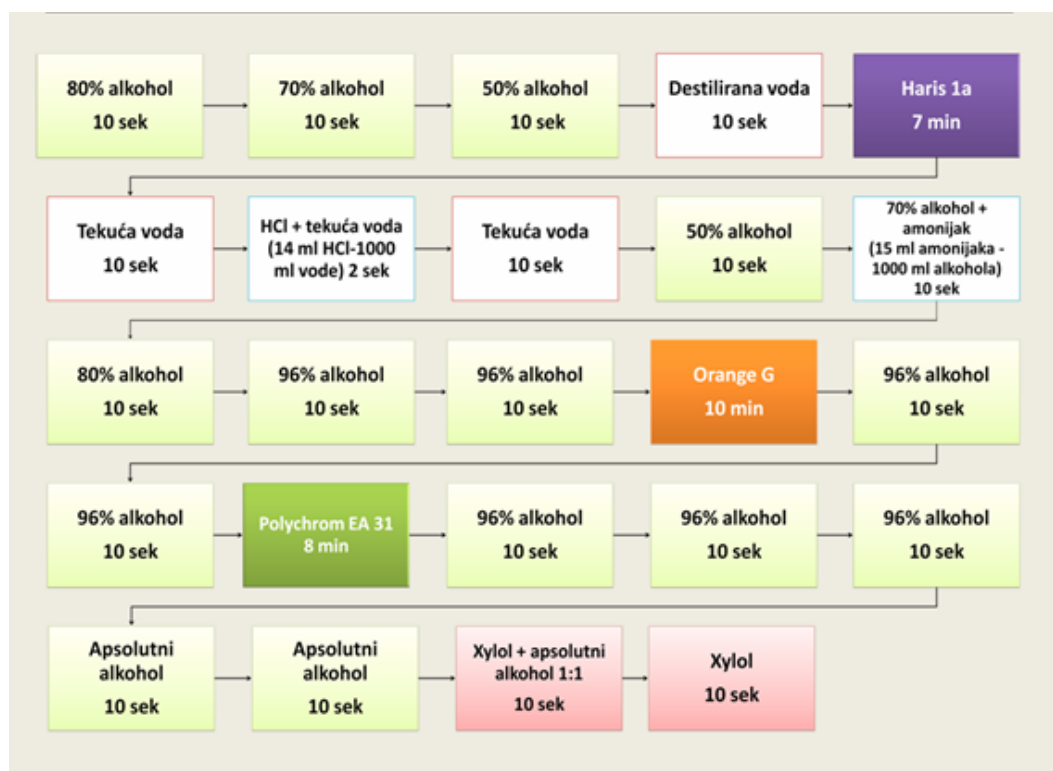 80% alkohol
10 sek
70% alkohol
10 sek
50% alkohol
10 sek
Destilirana voda
10 sek
Haris 1a
7 min
Tekuća voda
10 sek
HCl + tekuća voda
(14 ml HCl-1000
ml vode) 2 sek
Tekuća voda
10 sek
50% alkohol
10 sek
70% alkohol +
amonijak
(15 ml amonijaka -
1000 ml alkohola)
10 sek
80% alkohol
10 sek
96% alkohol
10 sek
96% alkohol
10 sek
Orange G
10 min
96% alkohol
10 sek
96% alkohol
10 sek
Polychrom EA 31
8 min
96% alkohol
10 sek
96% alkohol
10 sek
96% alkohol
10 sek
Apsolutni
alkohol
10 sek
Apsolutni
alkohol
10 sek
Xylol + apsolutni
alkohol 1:1
10 sek
Xylol
10 sek